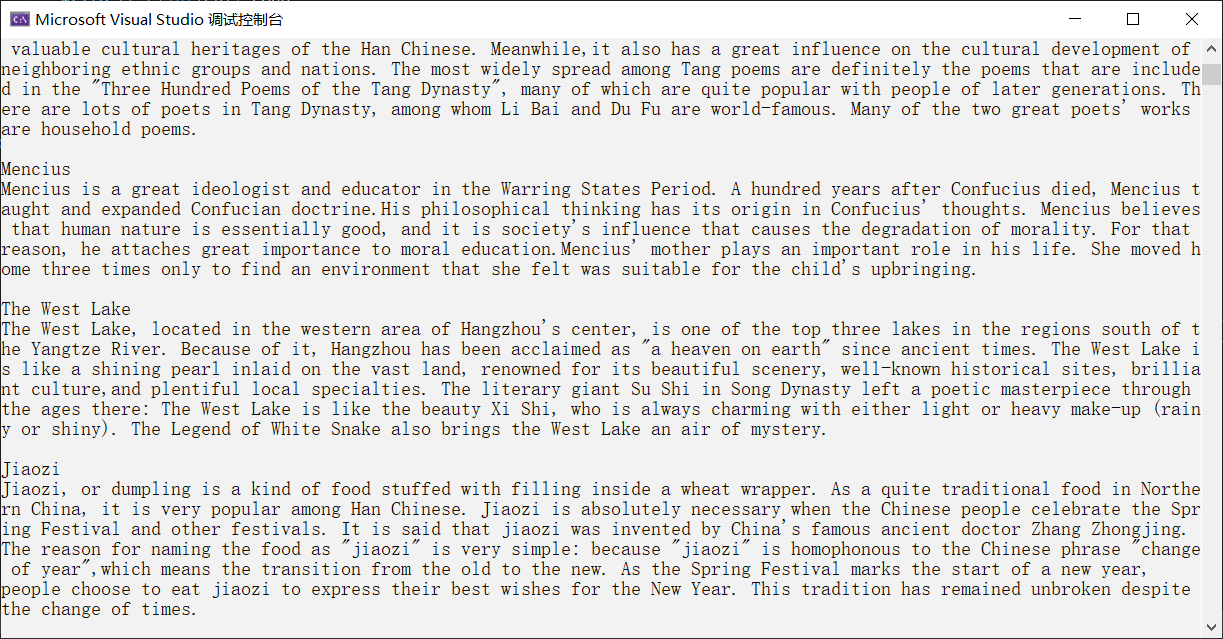 Microsoft Visual Studio 调试控制台
valuable cultural heritages of the Han Chinese. Meanwhile,it also has a great influence on the cultural development of
neighboring ethnic groups and nations. The most widely spread among Tang poems are definitely the poems that are include
d in the "Three Hundred Poems of the Tang Dynasty", many of which are quite popular with people of later generations. Th
ere are lots of poets in Tang Dynasty, among whom Li Bai and Du Fu are world-famous. Many of the two great poets' works
are household poems.
Mencius
Mencius is a great ideologist and educator in the Warring States Period. A hundred years after Confucius died, Mencius t
aught and expanded Confucian doctrine.His philosophical thinking has its origin in Confucius' thoughts. Mencius believes
that human nature is essentially good, and it is society's influence that causes the degradation of morality. For that
reason, he attaches great importance to moral education.Mencius' mother plays an important role in his life. She moved h
ome three times only to find an environment that she felt was suitable for the child's upbringing.
The West Lake
The West Lake, located in the western area of Hangzhou's center, is one of the top three lakes in the regions south of t
he Yangtze River. Because of it, Hangzhou has been acclaimed as "a heaven on earth" since ancient times. The West Lake i
s like a shining pearl inlaid on the vast land, renowned for its beautiful scenery, well-known historical sites, brillia
nt culture,and plentiful local specialties. The literary giant Su Shi in Song Dynasty left a poetic masterpiece through
the ages there: The West Lake is like the beauty Xi Shi, who is always charming with either light or heavy make-up (rain
y or shiny). The Legend of White Snake also brings the West Lake an air of mystery.
Jiaozi
Jiaozi, or dumpling is a kind of food stuffed with filling inside a wheat wrapper. As a quite traditional food in Northe
rn China, it is very popular among Han Chinese. Jiaozi is absolutely necessary when the Chinese people celebrate the Spr
ing Festival and other festivals. It is said that jiaozi was invented by China's famous ancient doctor Zhang Zhongjing.
The reason for naming the food as "jiaozi" is very simple: because "jiaozi" is homophonous to the Chinese phrase "change
of year",which means the transition from the old to the new. As the Spring Festival marks the start of a new year,
people choose to eat jiaozi to express their best wishes for the New Year. This tradition has remained unbroken despite
the change of times.